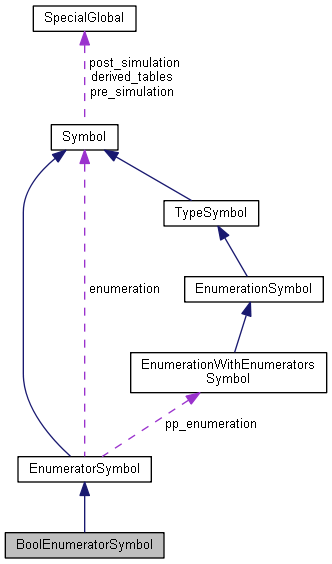 SpecialGlobal
post_simulation
derived_tables
pre_simulation
Symbol
TypeSymbol
enumeration
EnumerationSymbol
EnumerationWithEnumerators
Symbol
pp_enumeration
EnumeratorSymbol
BoolEnumeratorSymbol